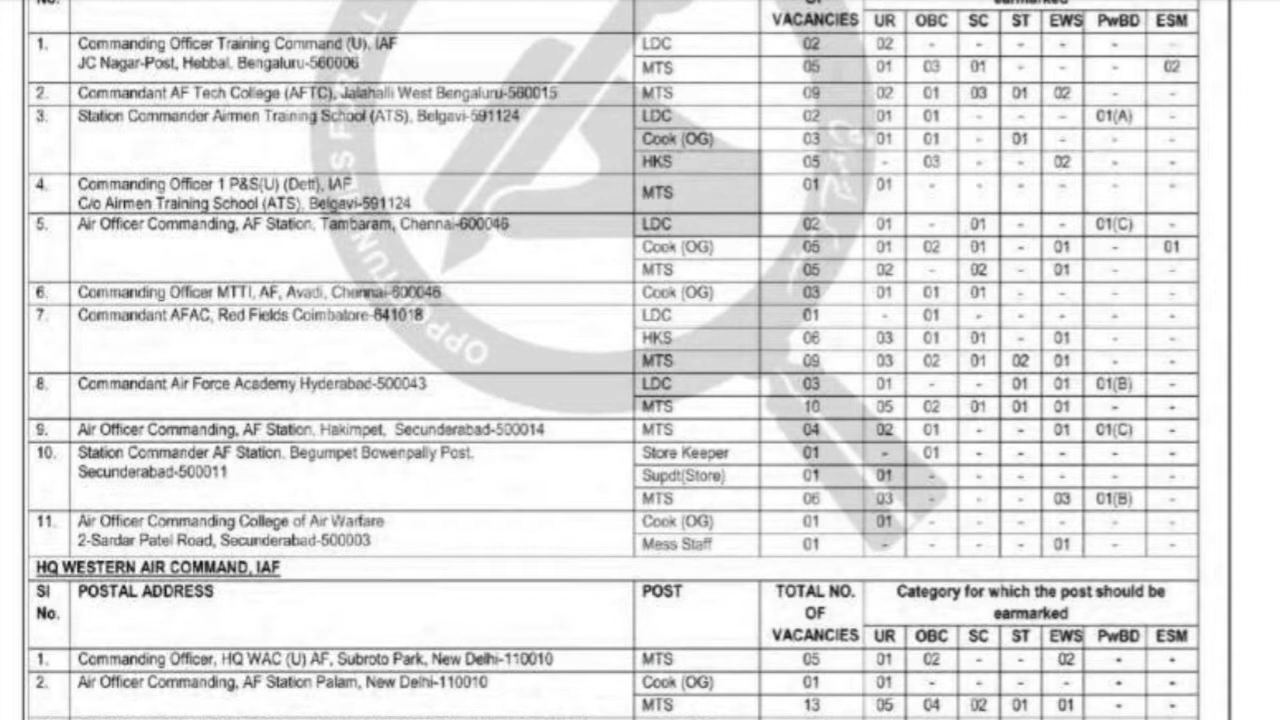 No. OF earmarked
VACANCIES UR OBC SC ST EWS PwBD ESM
1. Commanding Officer Training Command (U), IAF LDC 02 02 - - - - - -
JC Nagar-Post, Hebbal, Bengaluru-560006 MTS 05 01 03 01 - - - 02
2. Commandant AF Tech College (AFTC), Jalahalli West Bengaluru-560015 MTS 09 02 01 03 01 02 - -
3. Station Commander Airmen Training School (ATS), Belgavi-591124 LDC 02 01 01 - - - 01(A) -
Cook (OG) 03 01 01 - 01 - - -
HKS 05 - 03 - - 02 - -
4. Commanding Officer 1 P&S(U) (Dett), IAF MTS 01 01 - - - - - -
C/o Airmen Training School (ATS), Belgavi-591124
5. Air Officer Commanding, AF Station, Tambaram, Chennai-600046 LDC 02 01 - 01 - - 01(C) -
Cook (OG) 05 01 02 01 - 01 - 01
MTS 05 02 - 02 - 01 - -
6. Commanding Officer MTTI, AF, Avadi, Chennai-600046 Cook (OG) 03 01 01 01 - - - -
7. Commandant AFAC, Red Fields Coimbatore-641018 LDC 01 - 01 - - - - -
HKS 06 03 01 01 - 01 - -
MTS 09 03 02 01 02 01 - -
8. Commandant Air Force Academy Hyderabad-500043 LDC 03 01 - - 01 01 01(B) -
MTS 10 05 02 01 01 01 - -
9. Air Officer Commanding, AF Station, Hakimpet, Secunderabad-500014 MTS 04 02 01 - - 01 01(C) -
10. Station Commander AF Station, Begumpet Bowenpally Post, Store Keeper 01 - 01 - - - - -
Secunderabad-500011 Supdt(Store) 01 01 - - - - - -
MTS 06 03 - - - 03 01(B) -
11. Air Officer Commanding College of Air Warfare Cook (OG) 01 01 - - - - - -
2-Sardar Patel Road, Secunderabad-500003 Mess Staff 01 - - - - 01 - -
HQ WESTERN AIR COMMAND, IAF
Sl POSTAL ADDRESS POST TOTAL NO. Category for which the post should be
No. OF earmarked
VACANCIES UR OBC SC ST EWS PwBD ESM
1. Commanding Officer, HQ WAC (U) AF, Subroto Park, New Delhi-110010 MTS 05 01 02 - - 02 - -
2. Air Officer Commanding, AF Station Palam, New Delhi-110010 Cook (OG) 01 01 - - - - - -
MTS 13 05 04 02 01 01 - -